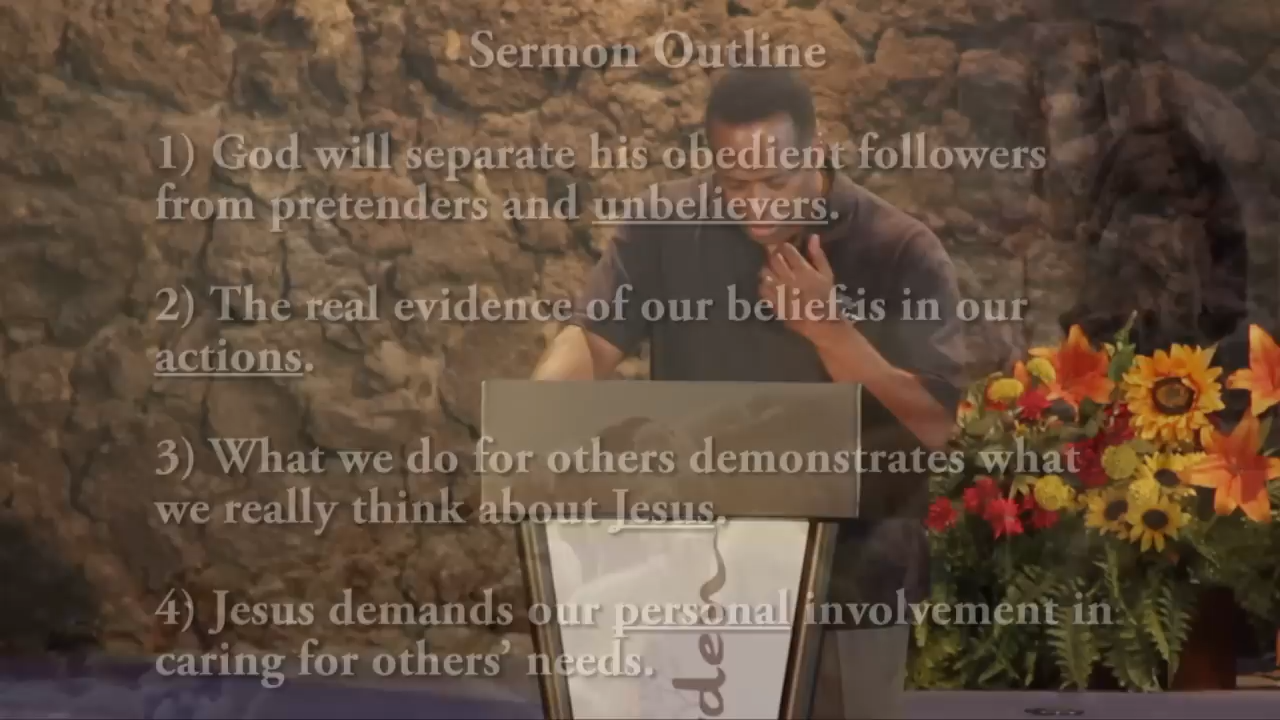 Sermon Outline
1) God will separate his obedient followers
from pretenders and unbelievers.
2) The real evidence of our belief is in our
actions.
3) What we do for others demonstrates what
we really think about Jesus.
4) Jesus demands our personal involvement in
caring for others' needs.
den